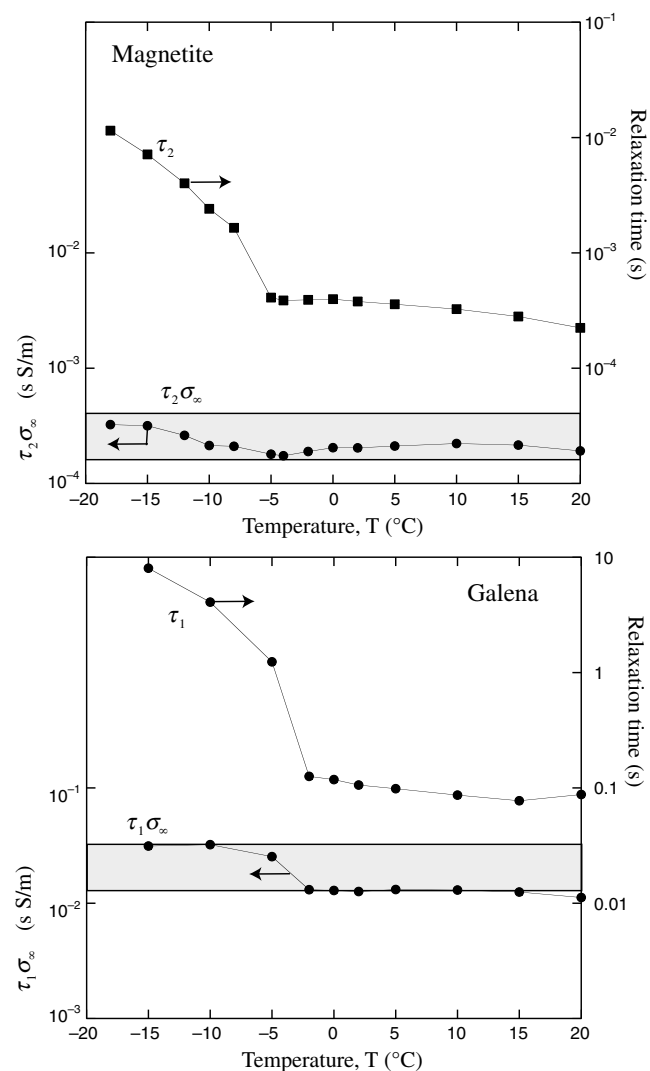 Magnetite
10⁻¹
10⁻²
10⁻³
10⁻⁴
Relaxation time (s)
τ₂
10⁻²
10⁻³
10⁻⁴
τ₂σ∞ (s S/m)
τ₂σ∞
−20 −15 −10 −5 0 5 10 15 20
Temperature, T (°C)
Galena
10
1
0.1
0.01
Relaxation time (s)
τ₁
10⁻¹
10⁻²
10⁻³
τ₁σ∞ (s S/m)
τ₁σ∞
−20 −15 −10 −5 0 5 10 15 20
Temperature, T (°C)